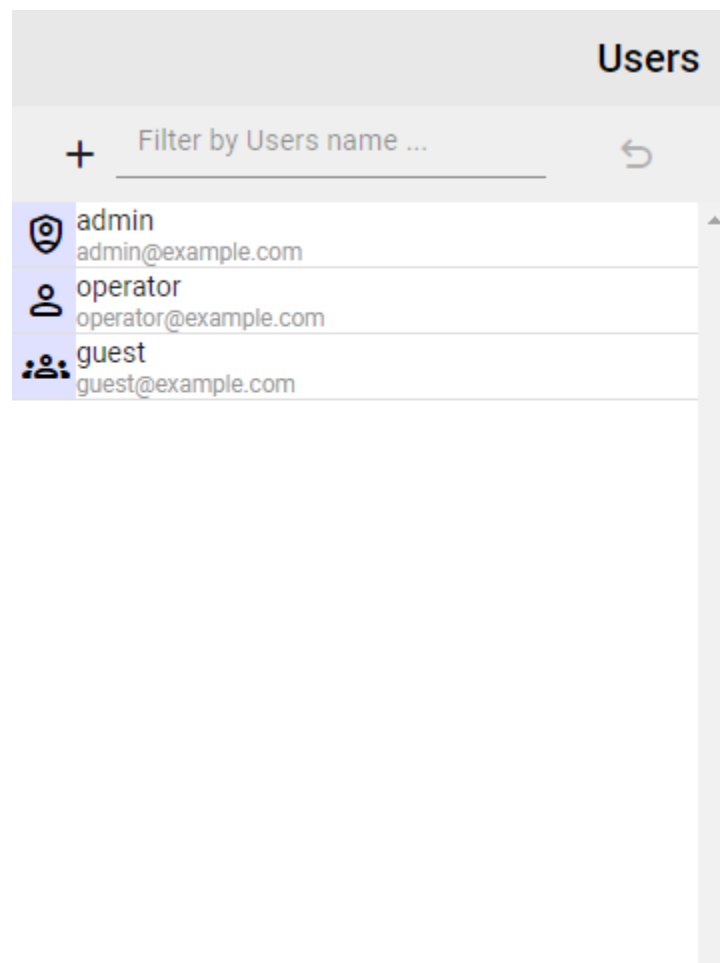 Users
Filter by Users name ...
admin
admin@example.com
operator
operator@example.com
guest
guest@example.com